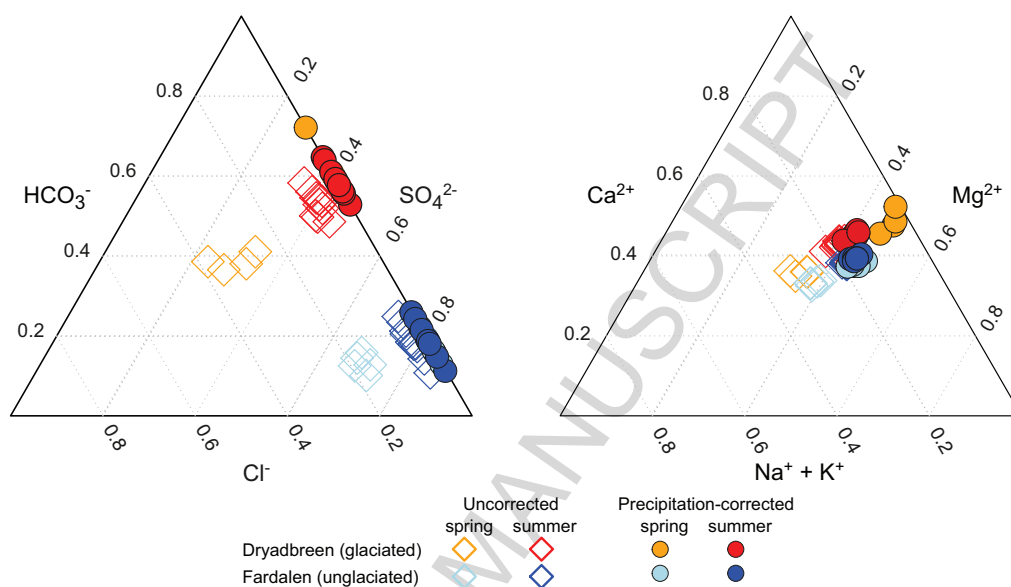 0.2
0.2
0.8
0.8
0.4
0.4
0.6
0.6
HCO₃⁻
SO₄²⁻
Ca²⁺
Mg²⁺
0.6
0.6
0.4
0.4
0.8
0.8
0.2
0.2
0.8
0.6
0.4
0.2
0.8
0.6
0.4
0.2
Cl⁻
Na⁺ + K⁺
MANUSCRIPT
Uncorrected
Precipitation-corrected
spring summer
spring summer
Dryadbreen (glaciated)
Fardalen (unglaciated)